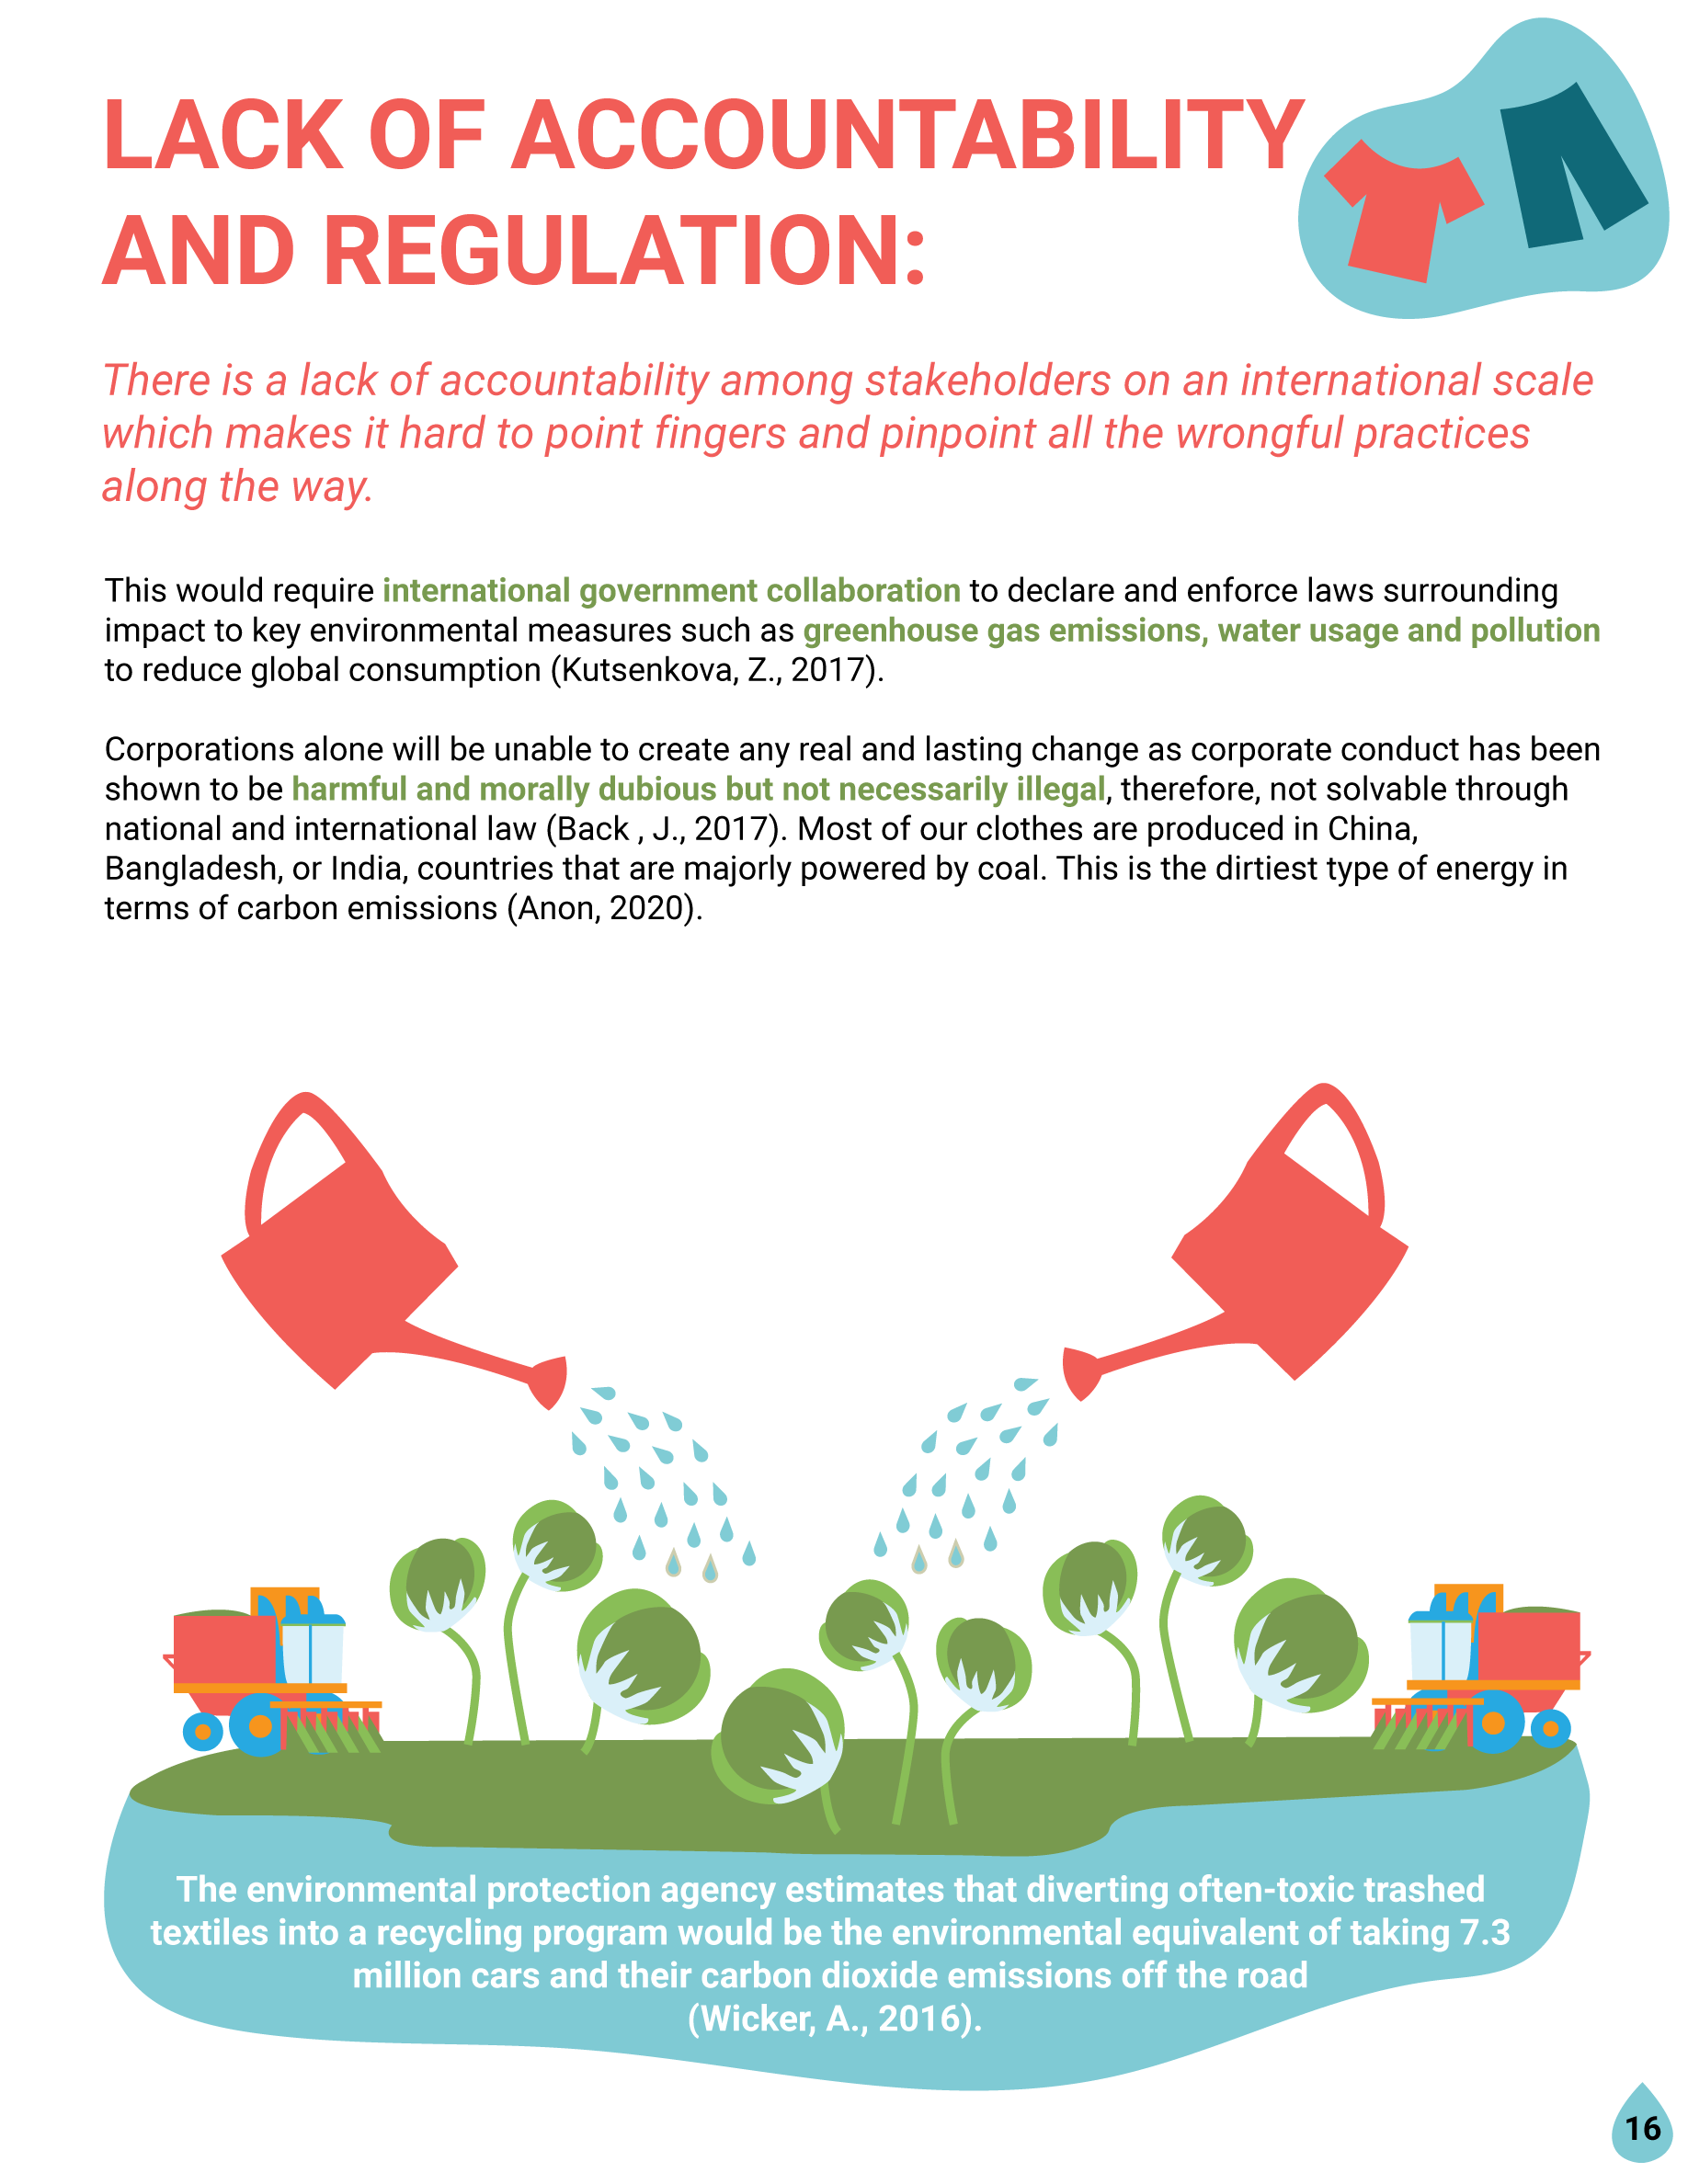 LACK OF ACCOUNTABILITY
AND REGULATION:
There is a lack of accountability among stakeholders on an international scale
which makes it hard to point fingers and pinpoint all the wrongful practices
along the way.
This would require international government collaboration to declare and enforce laws surrounding
impact to key environmental measures such as greenhouse gas emissions, water usage and pollution
to reduce global consumption (Kutsenkova, Z., 2017).
Corporations alone will be unable to create any real and lasting change as corporate conduct has been
shown to be harmful and morally dubious but not necessarily illegal, therefore, not solvable through
national and international law (Back , J., 2017). Most of our clothes are produced in China,
Bangladesh, or India, countries that are majorly powered by coal. This is the dirtiest type of energy in
terms of carbon emissions (Anon, 2020).
The environmental protection agency estimates that diverting often-toxic trashed
textiles into a recycling program would be the environmental equivalent of taking 7.3
million cars and their carbon dioxide emissions off the road
(Wicker, A., 2016).
16